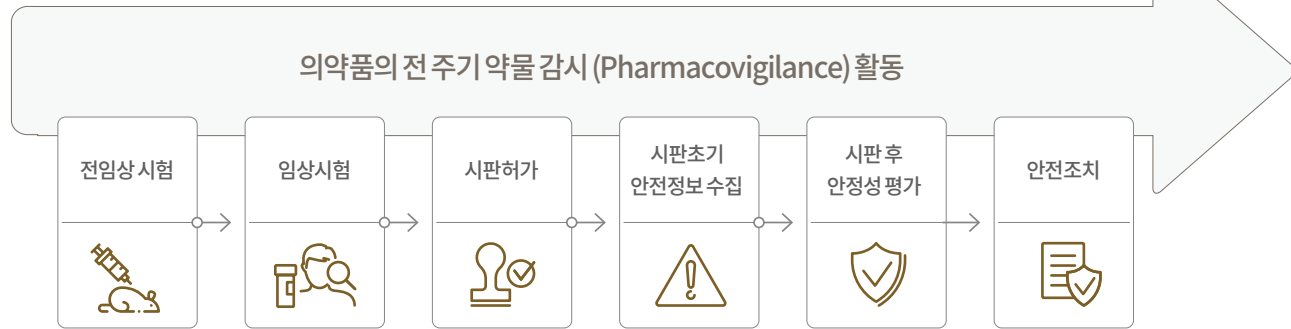 의약품의 전 주기 약물 감시 (Pharmacovigilance) 활동
전임상 시험
임상시험
시판허가
시판초기
안전정보 수집
시판 후
안정성 평가
안전조치